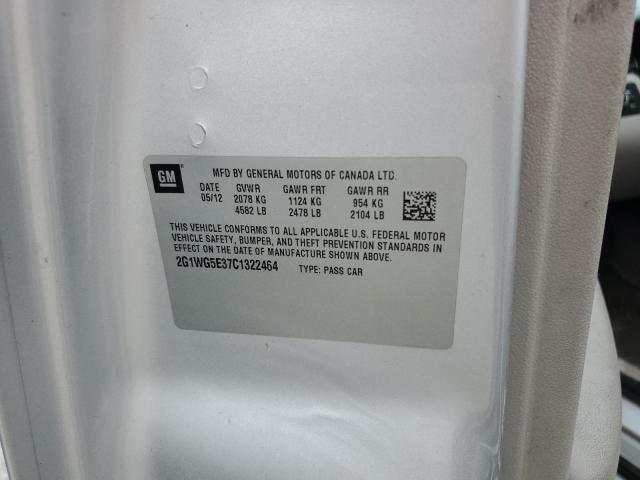 GM
MFD BY GENERAL MOTORS OF CANADA LTD.
DATE GVWR GAWR FRT GAWR RR
05/12 2078 KG 1124 KG 954 KG
4582 LB 2478 LB 2104 LB
THIS VEHICLE CONFORMS TO ALL APPLICABLE U.S. FEDERAL MOTOR
VEHICLE SAFETY, BUMPER, AND THEFT PREVENTION STANDARDS IN
EFFECT ON THE DATE OF MANUFACTURE SHOWN ABOVE.
2G1WG5E37C1322464 TYPE: PASS CAR